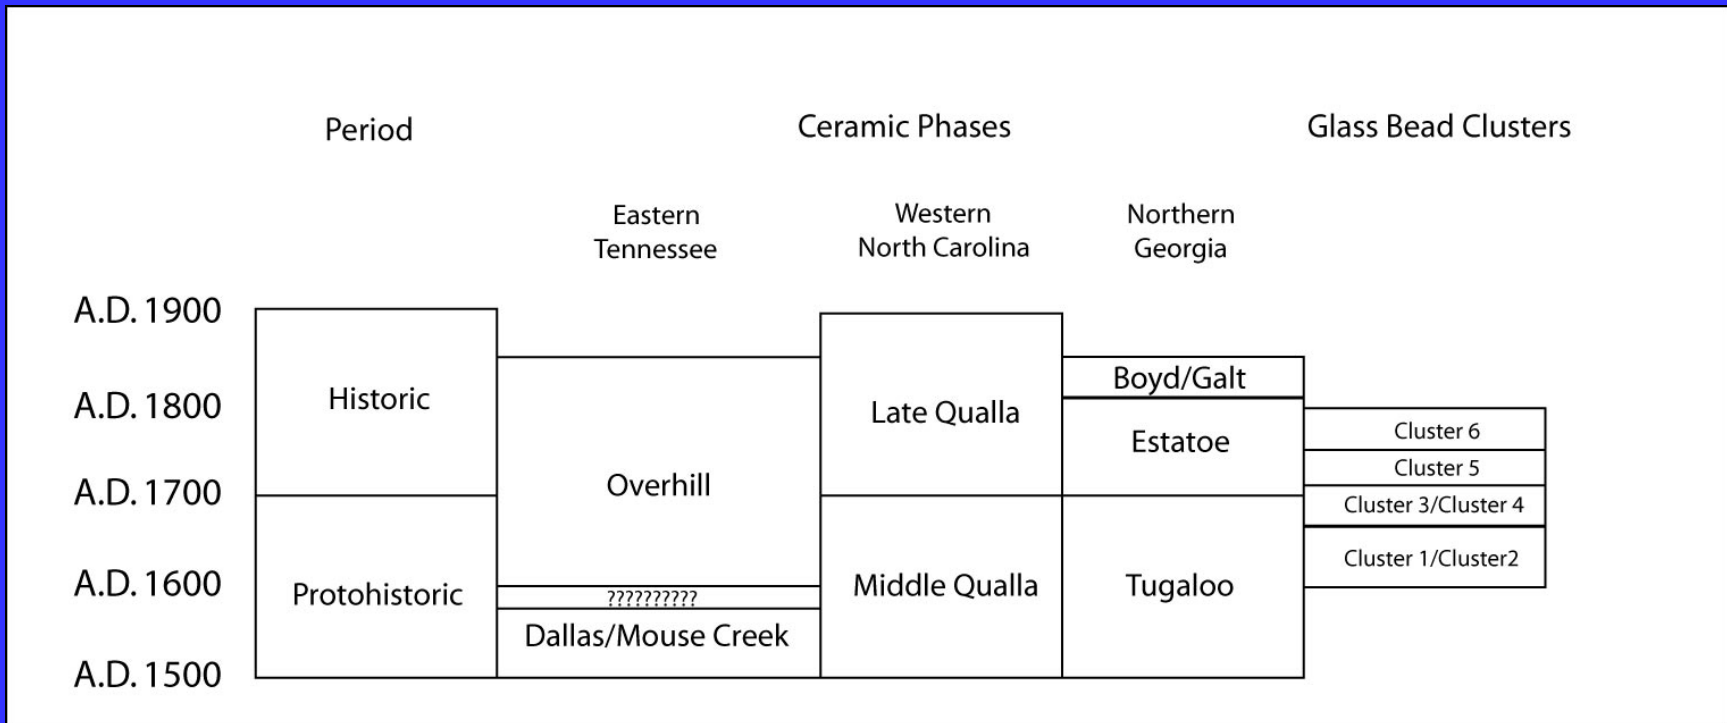 Period
Ceramic Phases
Glass Bead Clusters
Eastern
Tennessee
Western
North Carolina
Northern
Georgia
A.D. 1900
A.D. 1800
A.D. 1700
A.D. 1600
A.D. 1500
Historic
Protohistoric
Overhill
??????????
Dallas/Mouse Creek
Late Qualla
Middle Qualla
Boyd/Galt
Estatoe
Tugaloo
Cluster 6
Cluster 5
Cluster 3/Cluster 4
Cluster 1/Cluster2